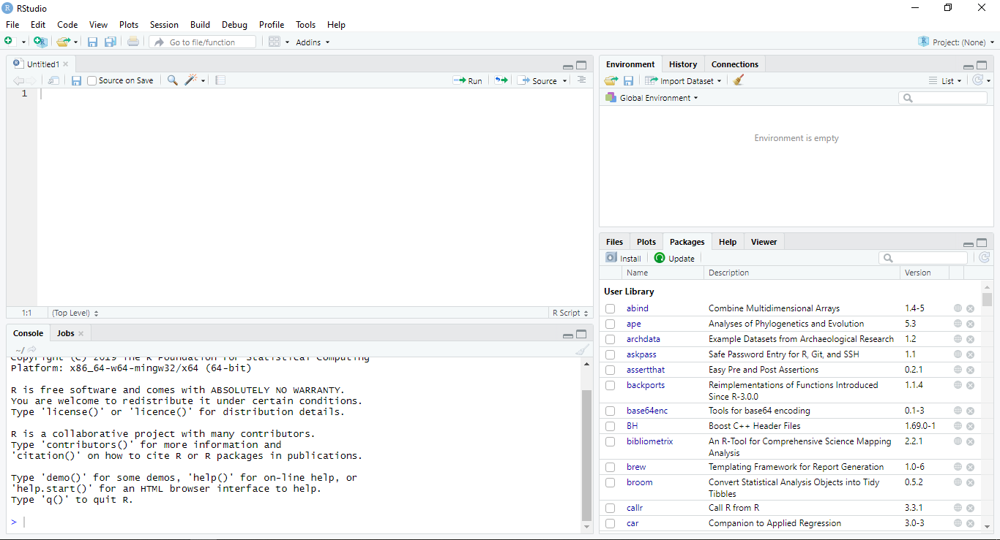 RStudio
File Edit Code View Plots Session Build Debug Profile Tools Help
Go to file/function Addins Project: (None)
Untitled1
Source on Save Run Source
1
1:1 (Top Level) R Script
Console Jobs
~/
Copyright (C) 2019 The R Foundation for Statistical Computing
Platform: x86_64-w64-mingw32/x64 (64-bit)
R is free software and comes with ABSOLUTELY NO WARRANTY.
You are welcome to redistribute it under certain conditions.
Type 'license()' or 'licence()' for distribution details.
R is a collaborative project with many contributors.
Type 'contributors()' for more information and
'citation()' on how to cite R or R packages in publications.
Type 'demo()' for some demos, 'help()' for on-line help, or
'help.start()' for an HTML browser interface to help.
Type 'q()' to quit R.
>
Environment History Connections
Import Dataset List
Global Environment
Environment is empty
Files Plots Packages Help Viewer
Install Update
Name Description Version
User Library
abind Combine Multidimensional Arrays 1.4-5
ape Analyses of Phylogenetics and Evolution 5.3
archdata Example Datasets from Archaeological Research 1.2
askpass Safe Password Entry for R, Git, and SSH 1.1
assertthat Easy Pre and Post Assertions 0.2.1
backports Reimplementations of Functions Introduced 1.1.4
Since R-3.0.0
base64enc Tools for base64 encoding 0.1-3
BH Boost C++ Header Files 1.69.0-1
bibliometrix An R-Tool for Comprehensive Science Mapping 2.2.1
Analysis
brew Templating Framework for Report Generation 1.0-6
broom Convert Statistical Analysis Objects into Tidy 0.5.2
Tibbles
callr Call R from R 3.3.1
car Companion to Applied Regression 3.0-3